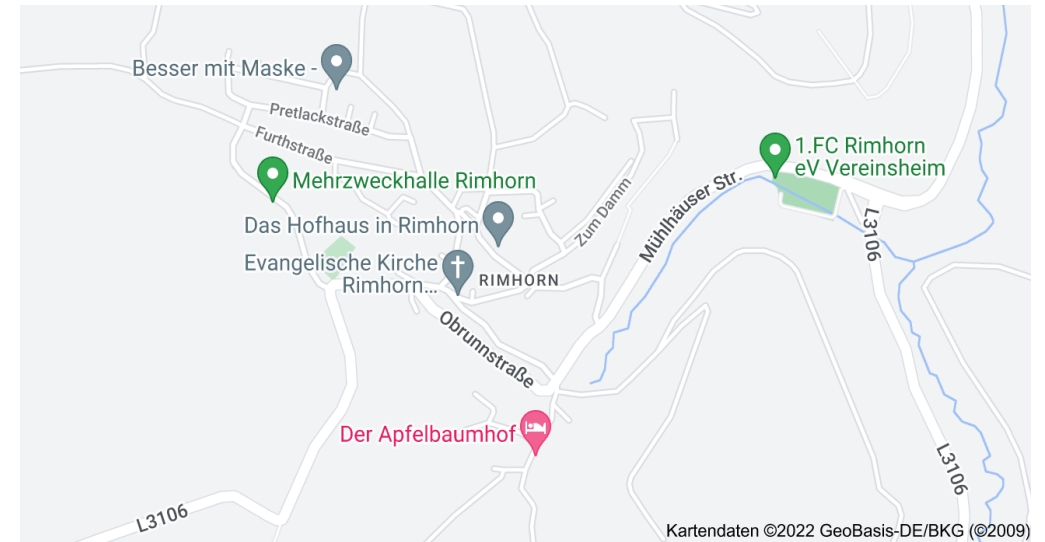 Besser mit Maske -
Pretlackstraße
Furthstraße
1.FC Rimhorn
eV Vereinsheim
Mehrzweckhalle Rimhorn
Mühlhäuser Str.
Zum Damm
Das Hofhaus in Rimhorn
L3106
Evangelische Kirche
Rimhorn...
RIMHORN
Obrunnstraße
Der Apfelbaumhof
L3106
L3106
Kartendaten ©2022 GeoBasis-DE/BKG (©2009)